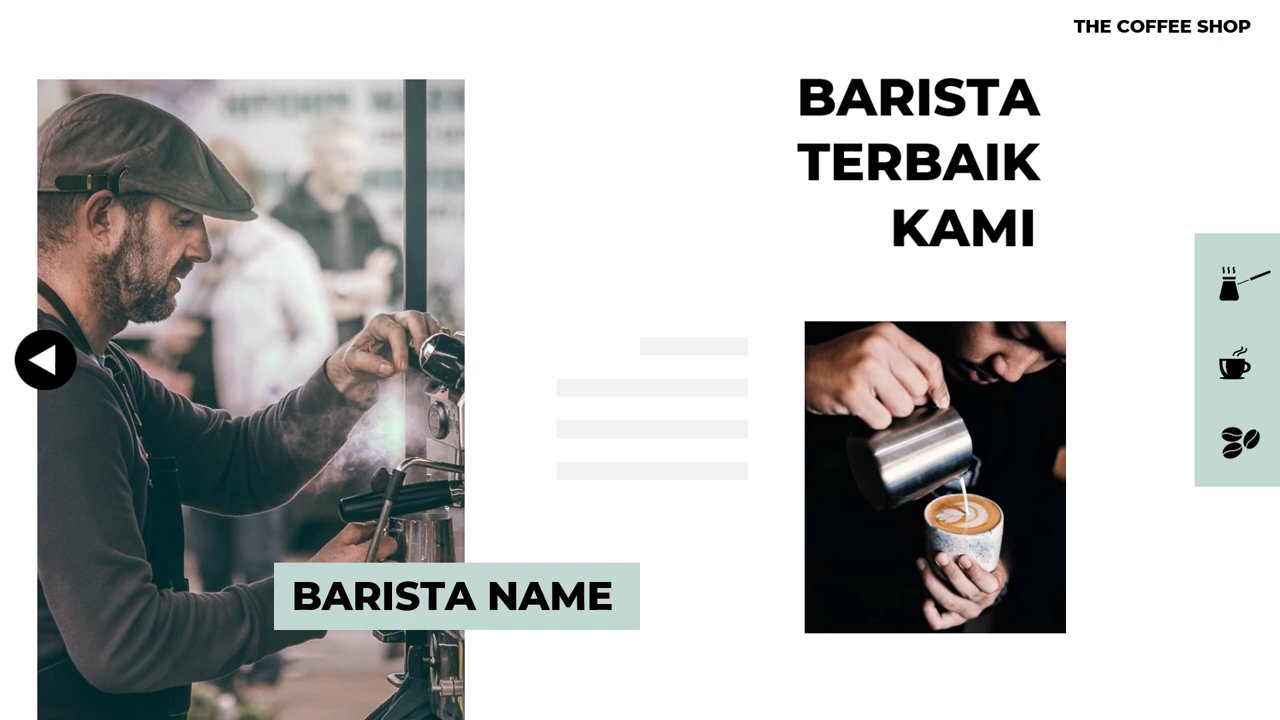 THE COFFEE SHOP
BARISTA
TERBAIK
KAMI
BARISTA NAME